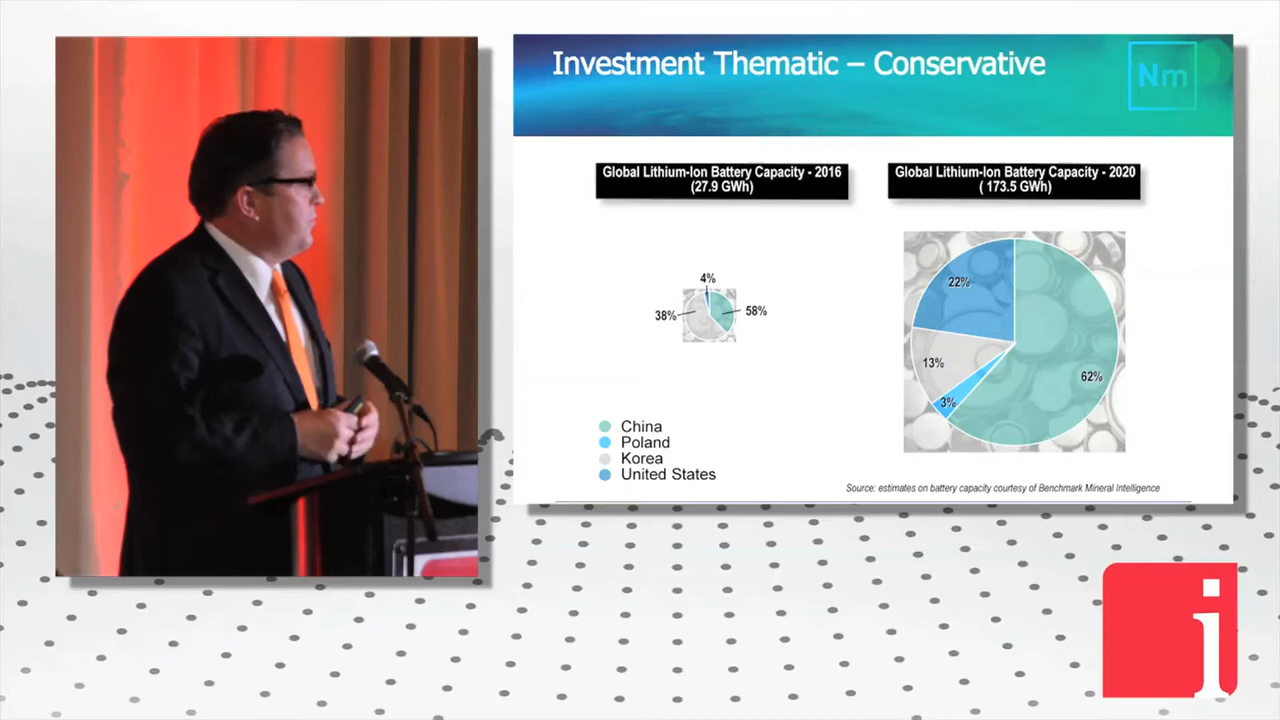 Investment Thematic – Conservative
Nm
Global Lithium-Ion Battery Capacity - 2016
(27.9 GWh)
Global Lithium-Ion Battery Capacity - 2020
( 173.5 GWh)
4%
38%
58%
22%
13%
3%
62%
China
Poland
Korea
United States
Source: estimates on battery capacity courtesy of Benchmark Mineral Intelligence
i